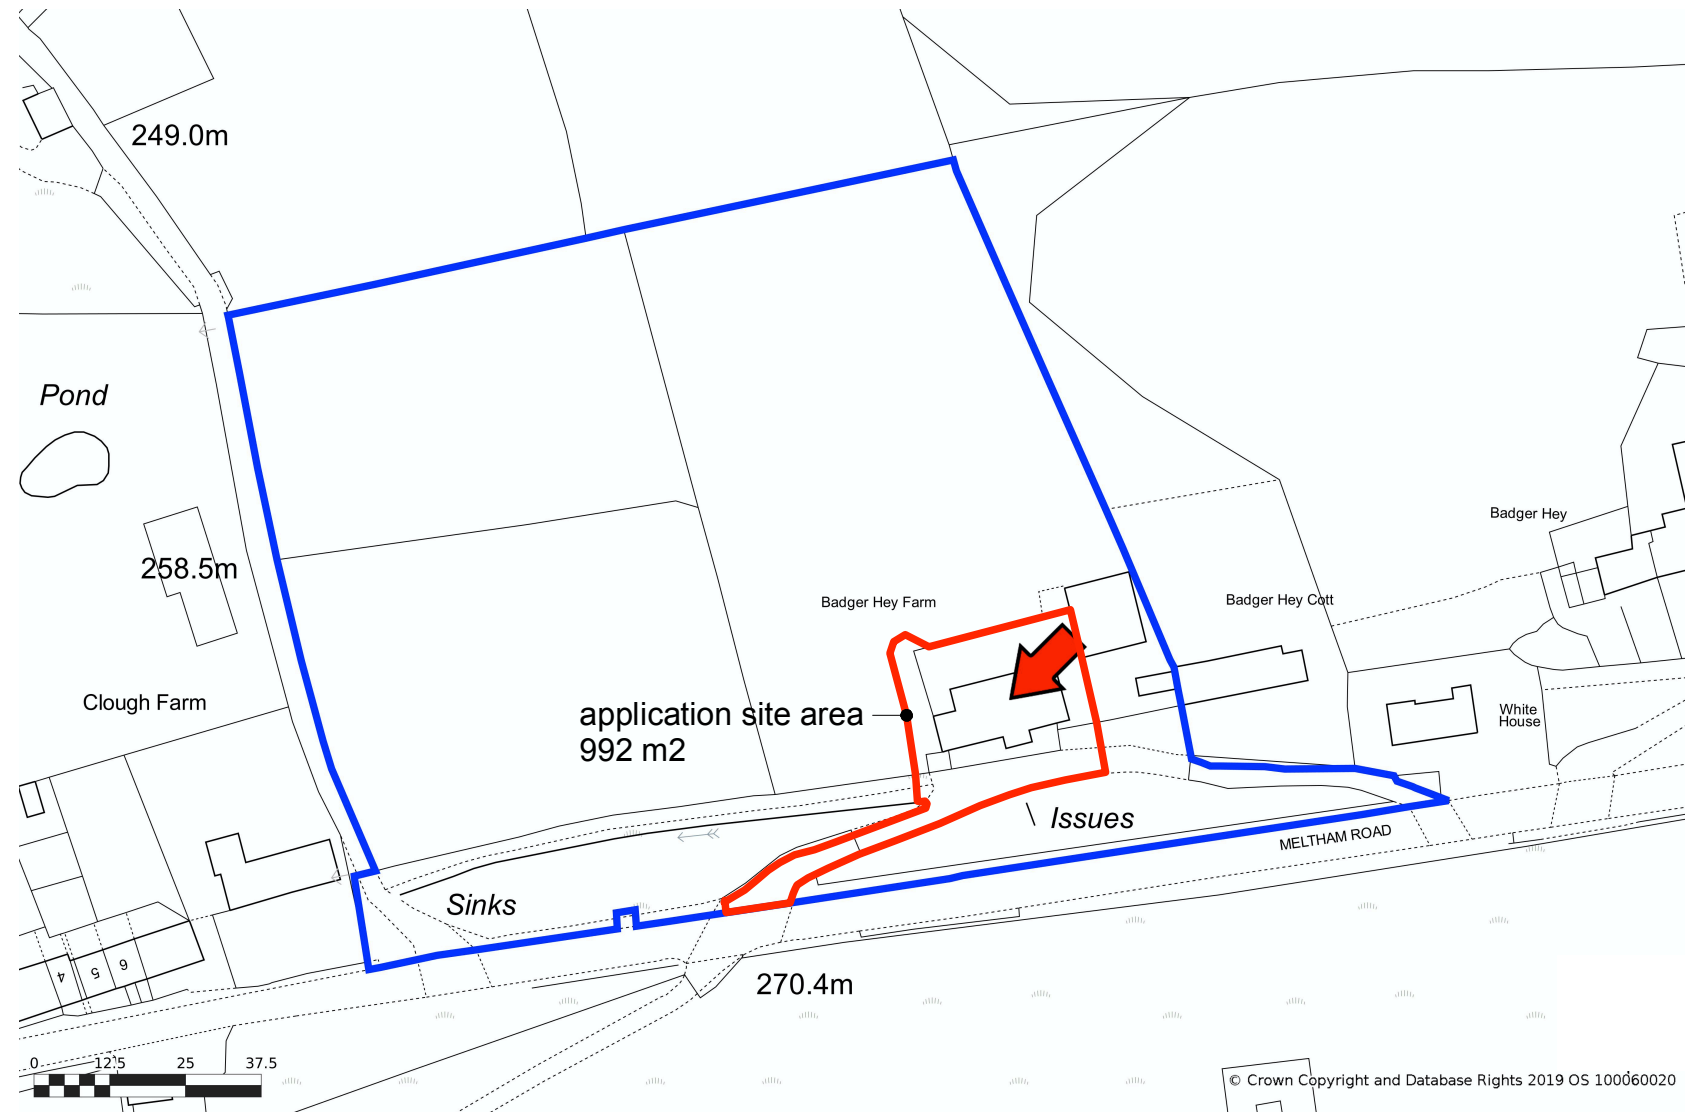 249.0m
Pond
258.5m
Badger Hey
Badger Hey Farm
Badger Hey Cott
Clough Farm
application site area
992 m2
White
House
Issues
MELTHAM ROAD
Sinks
4
5
6
270.4m
0 12.5 25 37.5
© Crown Copyright and Database Rights 2019 OS 100060020